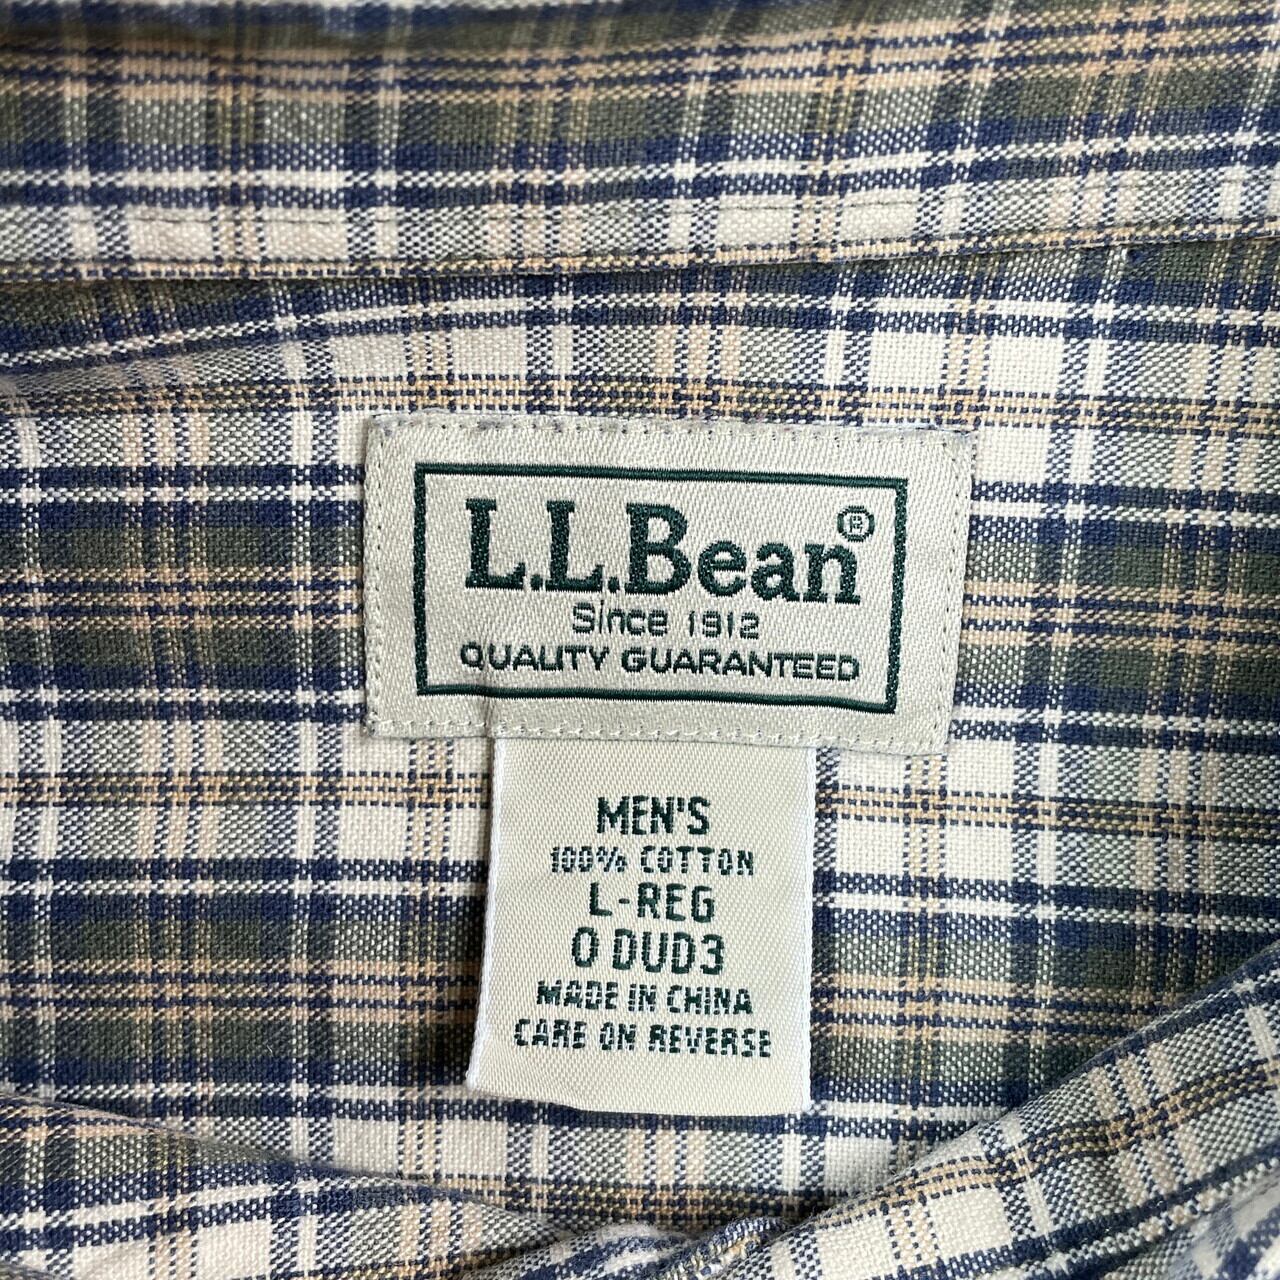 L.L.Bean®
Since 1912
QUALITY GUARANTEED
MEN'S
100% COTTON
L-REG
0 DUD3
MADE IN CHINA
CARE ON REVERSE